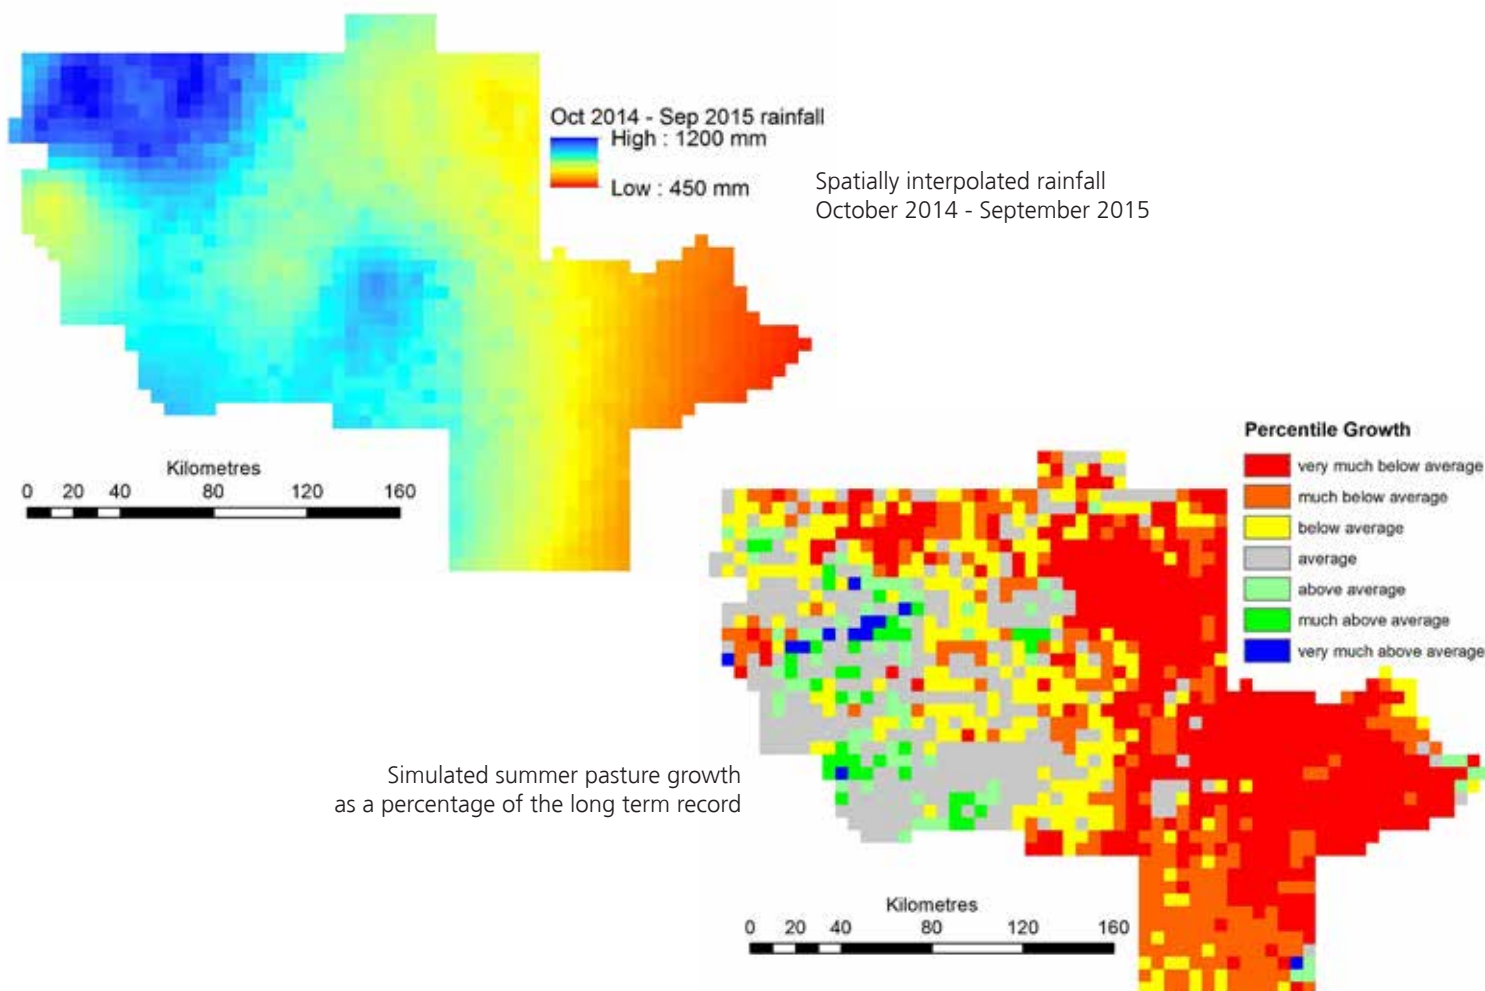 Oct 2014 - Sep 2015 rainfall
High : 1200 mm
Low : 450 mm
Spatially interpolated rainfall
October 2014 - September 2015
Kilometres
0 20 40 80 120 160
Percentile Growth
very much below average
much below average
below average
average
above average
much above average
very much above average
Simulated summer pasture growth
as a percentage of the long term record
Kilometres
0 20 40 80 120 160